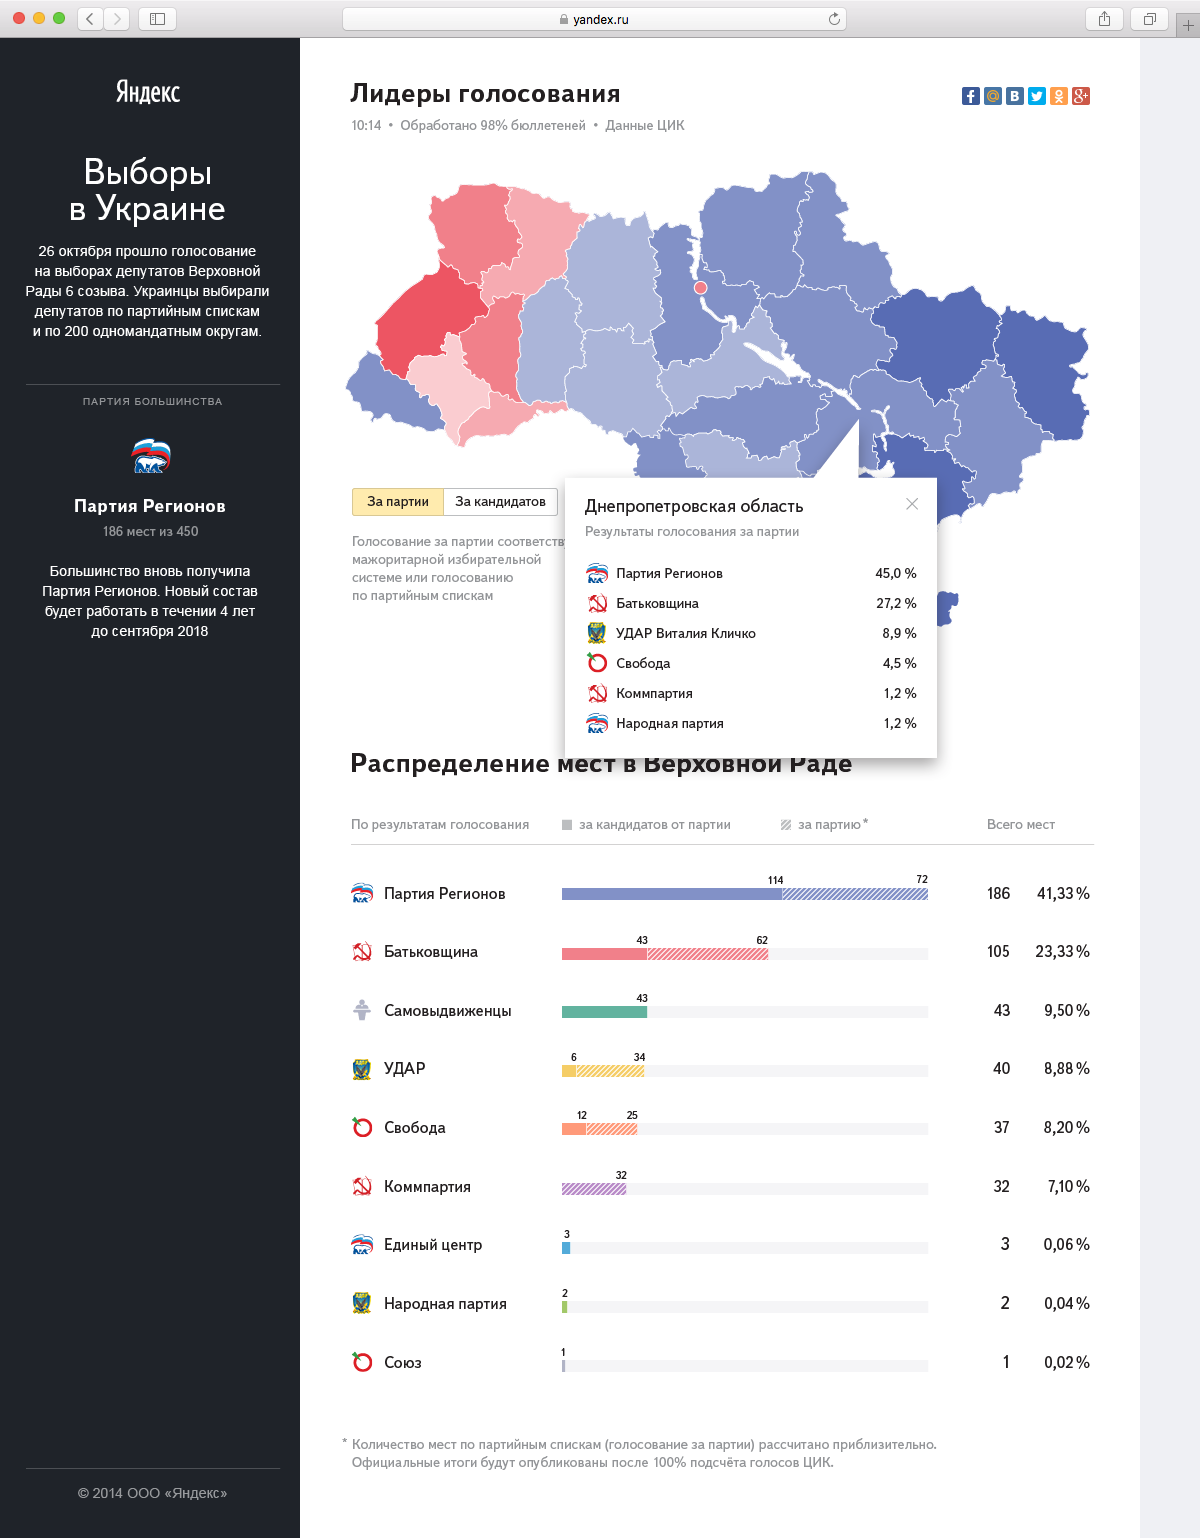 yandex.ru
Яндекс
Выборы
в Украине
26 октября прошло голосование
на выборах депутатов Верховной
Рады 6 созыва. Украинцы выбирали
депутатов по партийным спискам
и по 200 одномандатным округам.
ПАРТИЯ БОЛЬШИНСТВА
Партия Регионов
186 мест из 450
Большинство вновь получила
Партия Регионов. Новый состав
будет работать в течении 4 лет
до сентября 2018
© 2014 ООО «Яндекс»
Лидеры голосования
10:14 • Обработано 98% бюллетеней • Данные ЦИК
За партии За кандидатов
Голосование за партии соответству
мажоритарной избирательной
системе или голосованию
по партийным спискам
Днепропетровская область
Результаты голосования за партии
Партия Регионов 45,0 %
Батьковщина 27,2 %
УДАР Виталия Кличко 8,9 %
Свобода 4,5 %
Коммпартия 1,2 %
Народная партия 1,2 %
Распределение мест в Верховной Раде
По результатам голосования за кандидатов от партии за партию* Всего мест
Партия Регионов 114 72 186 41,33 %
Батьковщина 43 62 105 23,33 %
Самовыдвиженцы 43 43 9,50 %
УДАР 6 34 40 8,88 %
Свобода 12 25 37 8,20 %
Коммпартия 32 32 7,10 %
Единый центр 3 3 0,06 %
Народная партия 2 2 0,04 %
Союз 1 1 0,02 %
* Количество мест по партийным спискам (голосование за партии) рассчитано приблизительно.
Официальные итоги будут опубликованы после 100% подсчёта голосов ЦИК.